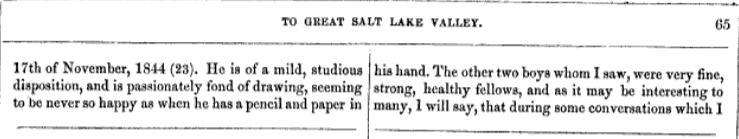 TO GREAT SALT LAKE VALLEY. 65
17th of November, 1844 (23). He is of a mild, studious
disposition, and is passionately fond of drawing, seeming
to be never so happy as when he has a pencil and paper in
his hand. The other two boys whom I saw, were very fine,
strong, healthy fellows, and as it may be interesting to
many, I will say, that during some conversations which I